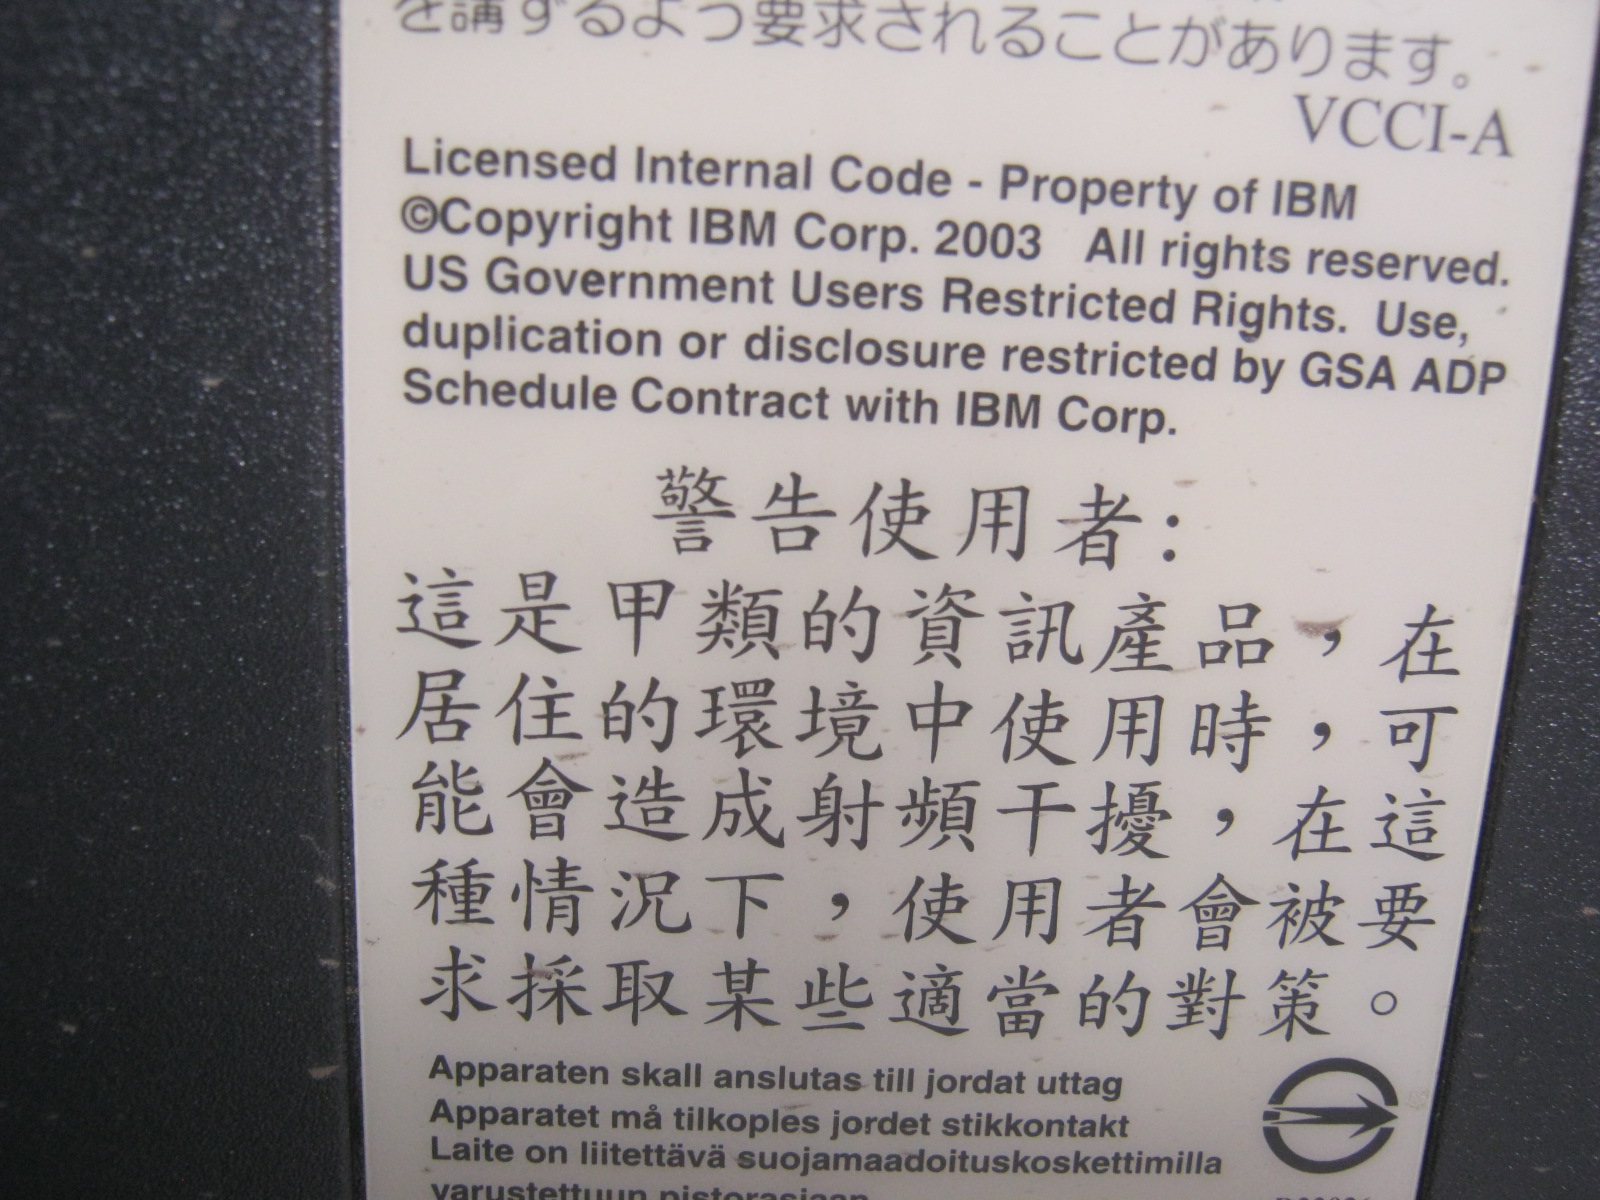 を講ずるよう要求されることがあります。
VCCI-A
Licensed Internal Code - Property of IBM
©Copyright IBM Corp. 2003 All rights reserved.
US Government Users Restricted Rights. Use,
duplication or disclosure restricted by GSA ADP
Schedule Contract with IBM Corp.
警告使用者：
這是甲類的資訊產品，在
居住的環境中使用時，可
能會造成射頻干擾，在這
種情況下，使用者會被要
求採取某些適當的對策。
Apparaten skall anslutas till jordat uttag
Apparatet må tilkoples jordet stikkontakt
Laite on liitettävä suojamaadoituskoskettimilla
varustettuun pistorasiaan